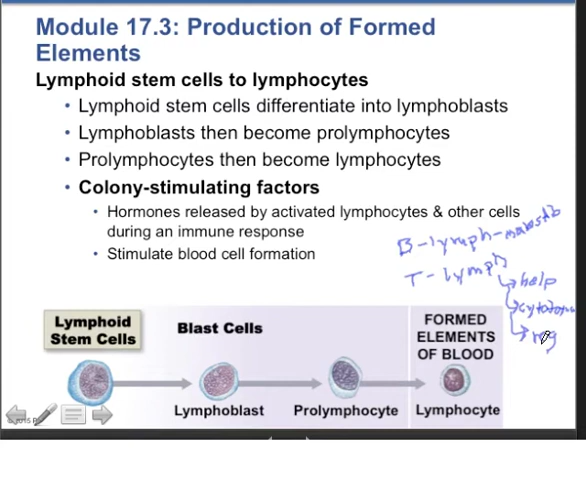 Module 17.3: Production of Formed
Elements
Lymphoid stem cells to lymphocytes
• Lymphoid stem cells differentiate into lymphoblasts
• Lymphoblasts then become prolymphocytes
• Prolymphocytes then become lymphocytes
• Colony-stimulating factors
• Hormones released by activated lymphocytes & other cells
during an immune response
• Stimulate blood cell formation
B-lymph-
T-lymph
help
reg
Lymphoid
Stem Cells
Blast Cells
FORMED
ELEMENTS
OF BLOOD
Lymphoblast
Prolymphocyte
Lymphocyte